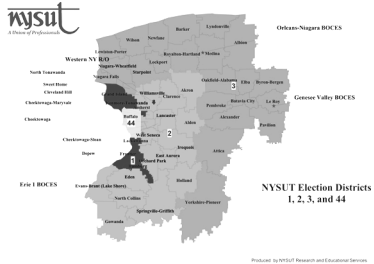 nysut
A Union of Professionals
Orleans-Niagara BOCES
Wilson
Newfane
Barker
Lyndonville
Lewiston-Porter
Royalton-Hartland
Medina
Albion
Western NY R/O
Niagara-Wheatfield
Lockport
Starpoint
North Tonawanda
Niagara Falls
Oakfield-Alabama
3
Elba
Byron-Bergen
Sweet Home
Cleveland Hill
Williamsville
Clarence
Akron
Genesee Valley BOCES
Cheektowaga-Maryvale
Pembroke
Batavia City
Le Roy
Buffalo
Lancaster
Alexander
Cheektowaga
44
Alden
Pavilion
2
West Seneca
Cheektowaga-Sloan
Iroquois
Attica
Depew
1
East Aurora
Orchard Park
Erie 1 BOCES
Eden
Holland
Evans-Brant (Lake Shore)
NYSUT Election Districts
1, 2, 3, and 44
North Collins
Yorkshire-Pioneer
Springville-Griffith
Gowanda
Produced by NYSUT Research and Educational Services